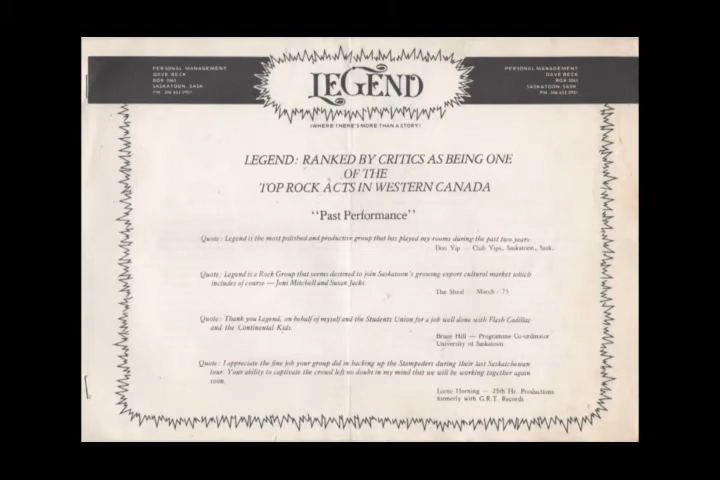 PERSONAL MANAGEMENT
DAVE BECK
BOX 1063
SASKATOON, SASK.
LEGEND
(WHERE THERE'S MORE THAN A STORY)
PERSONAL MANAGEMENT
DAVE BECK
SASKATOON, SASK.
LEGEND: RANKED BY CRITICS AS BEING ONE
OF THE
TOP ROCK ACTS IN WESTERN CANADA
"Past Performance"
Quote: Legend is the most polished and productive group that has played my rooms during the past two years.
Don Yip — Club Yips, Saskatoon, Sask.
Quote: Legend is a Rock Group that seems destined to join Saskatoon's growing export cultural market which
includes of course — Joni Mitchell and Susan Jacks.
The Sheaf — March - 75
Quote: Thank you Legend, on behalf of myself and the Students Union for a job well done with Flash Cadillac
and the Continental Kids.
Bruce Hill — Programme Co-ordinator
University of Saskatoon
Quote: I appreciate the fine job your group did in backing up the Stampeders during their last Saskatchewan
tour. Your ability to captivate the crowd left no doubt in my mind that we will be working together again
soon.
Lorne Horning — 25th Hr. Productions
formerly with G.R.T. Records